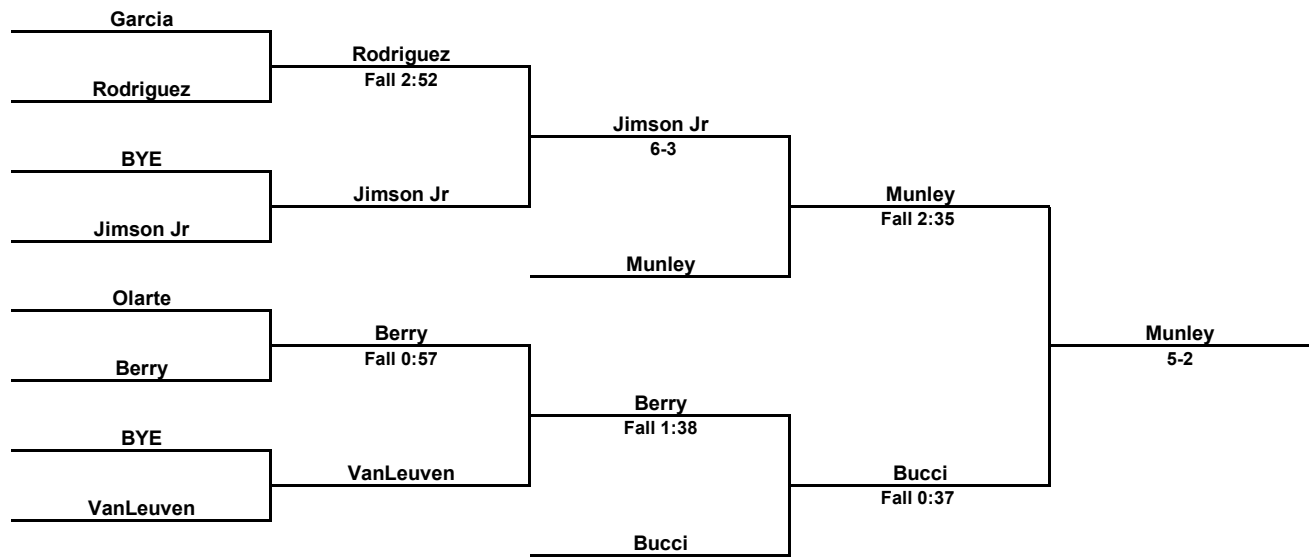 Garcia
Rodriguez
Fall 2:52
Rodriguez
Jimson Jr
6-3
BYE
Jimson Jr
Munley
Fall 2:35
Jimson Jr
Munley
Olarte
Berry
Fall 0:57
Munley
5-2
Berry
Berry
Fall 1:38
BYE
VanLeuven
Bucci
Fall 0:37
VanLeuven
Bucci